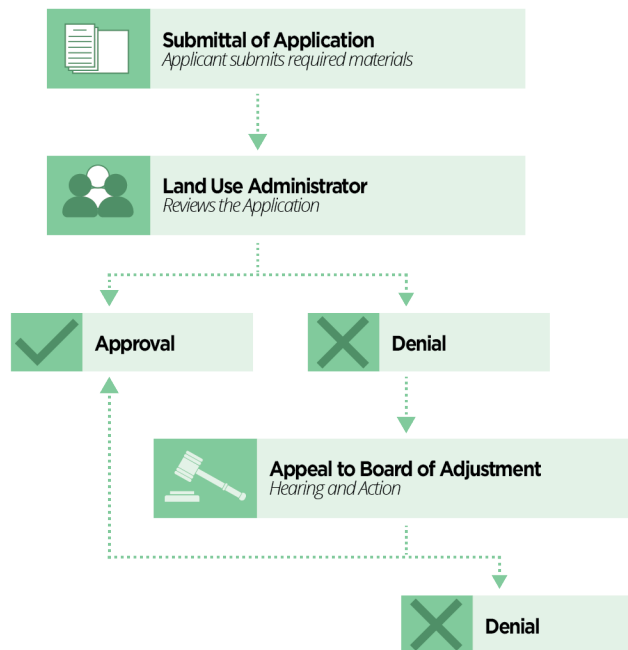 Submittal of Application
Applicant submits required materials
Land Use Administrator
Reviews the Application
Approval
Denial
Appeal to Board of Adjustment
Hearing and Action
Denial